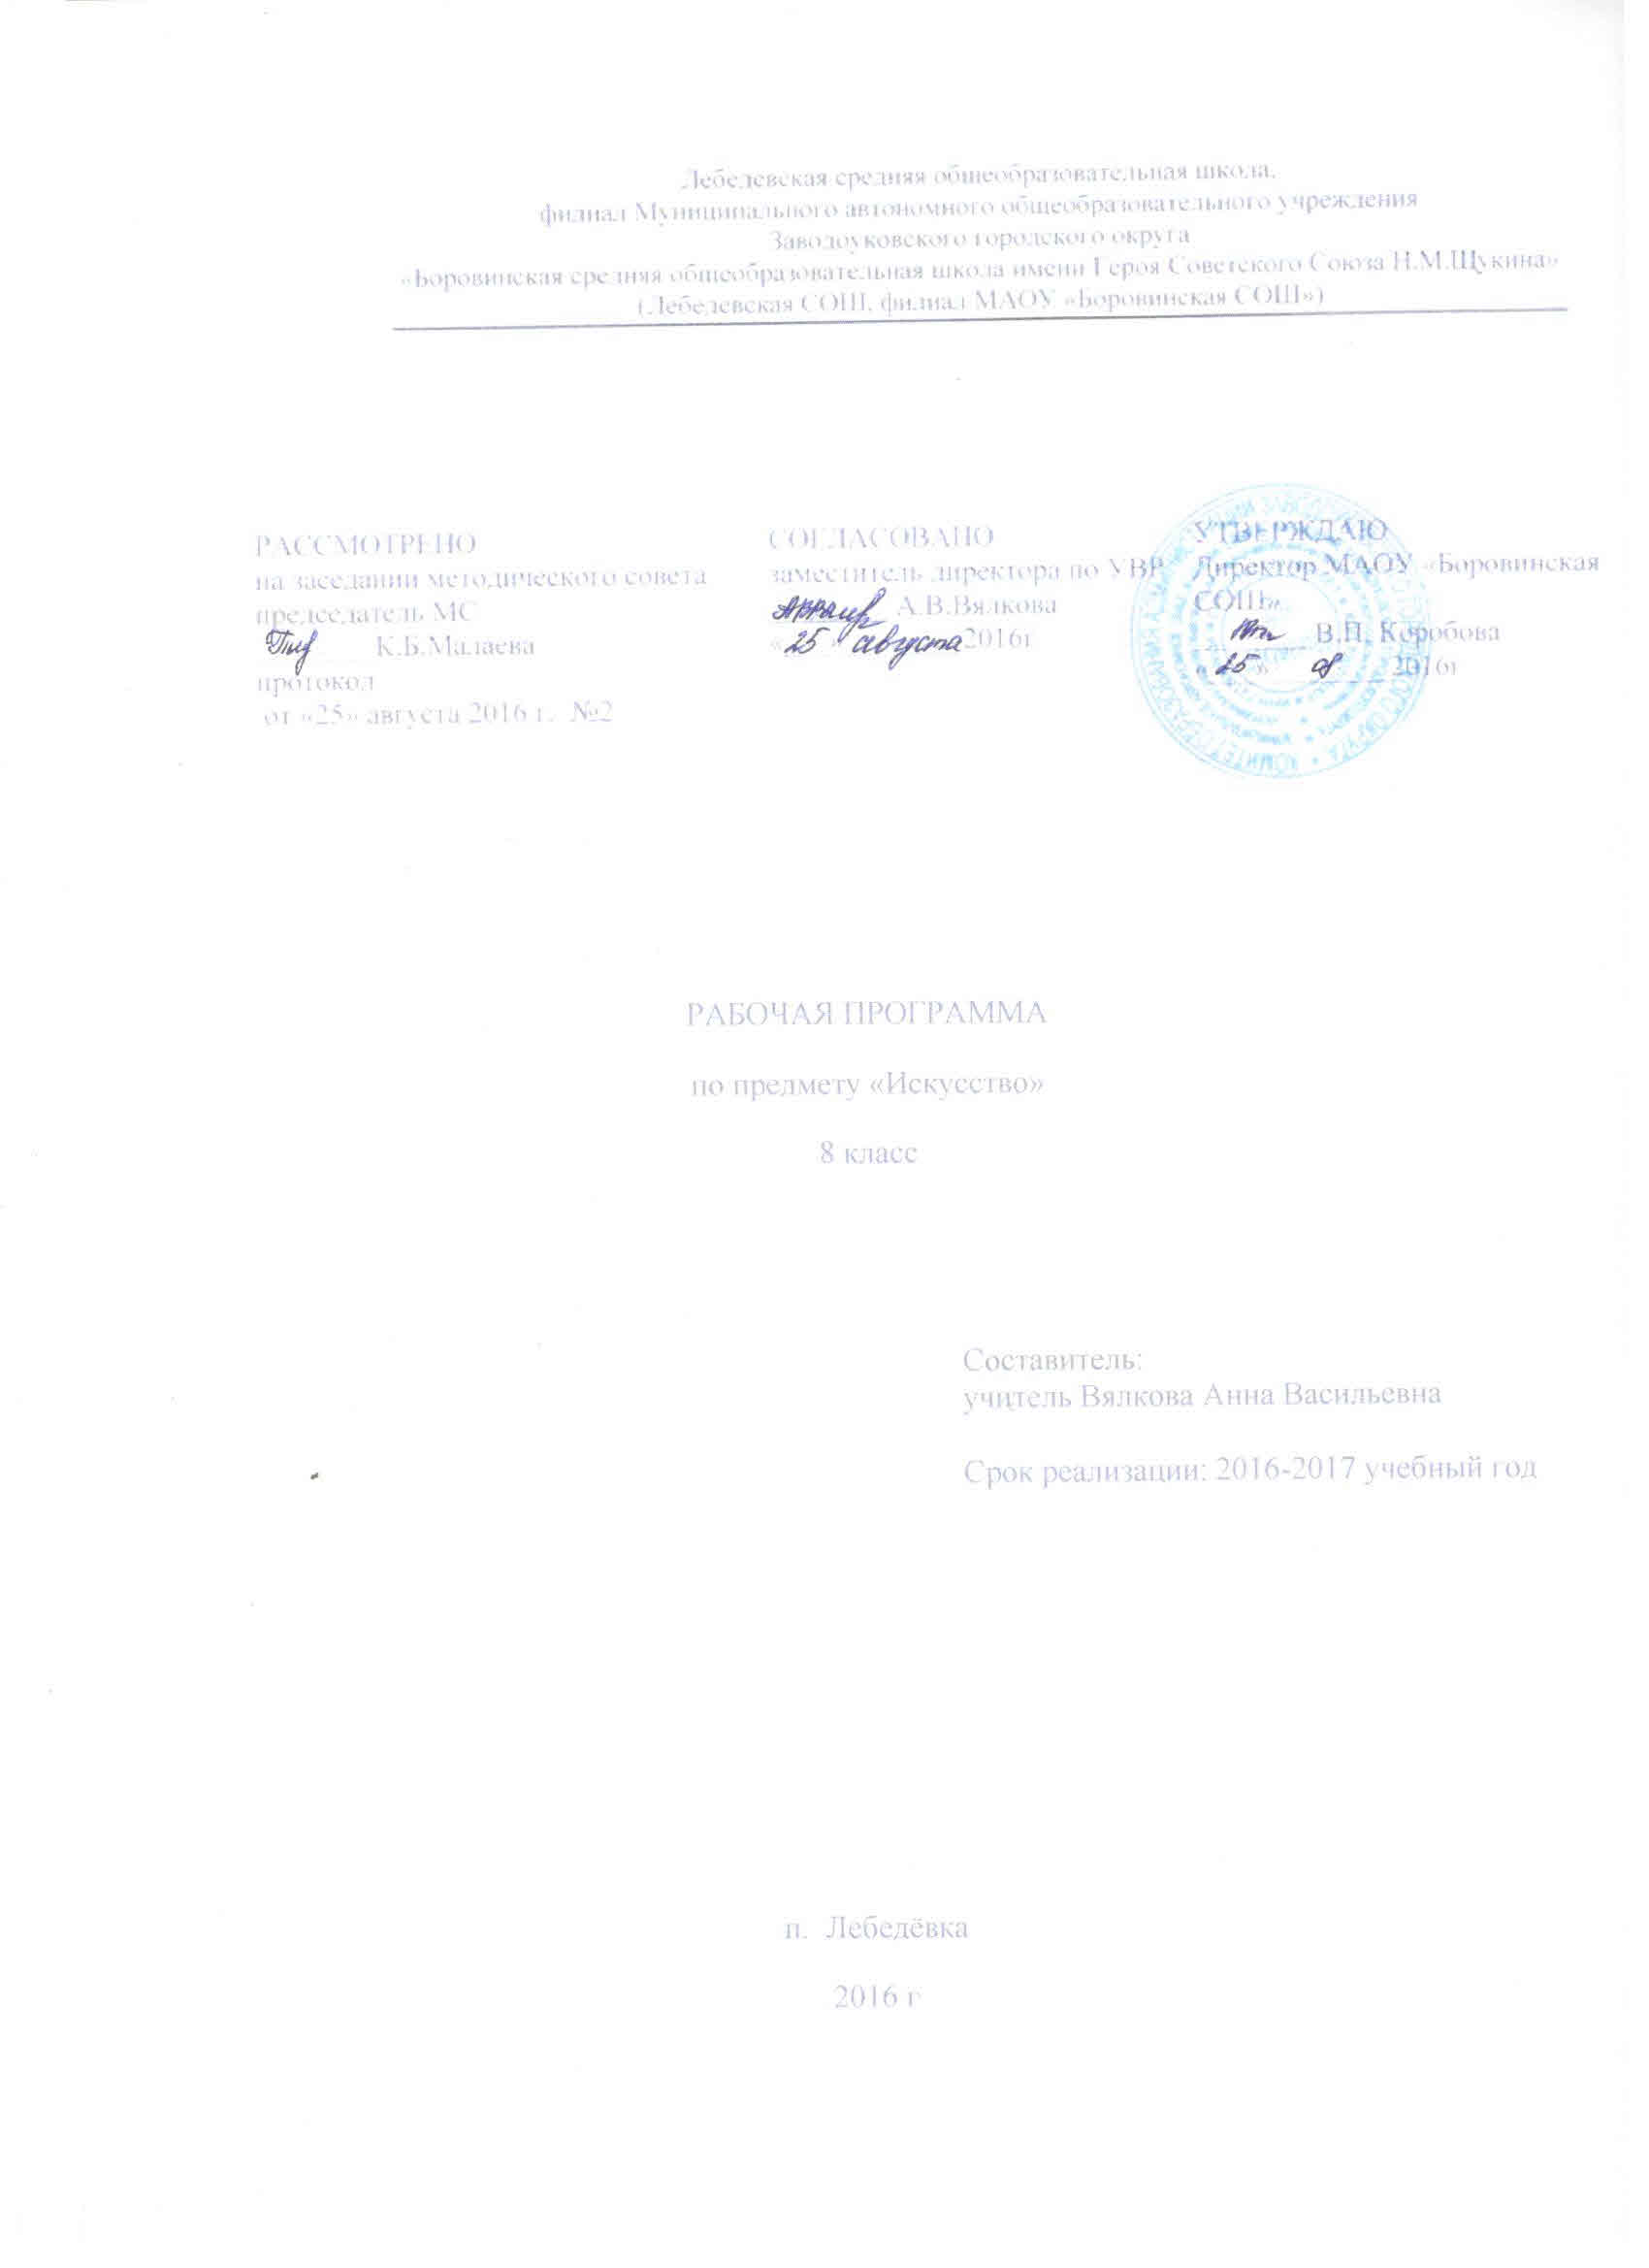 Лебедевская средняя общеобразовательная школа,
филиал Муниципального автономного общеобразовательного учреждения
Заводоуковского городского округа
«Боровинская средняя общеобразовательная школа имени Героя Советского Союза Н.М.Щукина»
(Лебедевская СОШ, филиал МАОУ «Боровинская СОШ»)
РАССМОТРЕНО
на заседании методического совета
председатель МС
К.Б.Малаева
протокол
от «25» августа 2016 г. №2
СОГЛАСОВАНО
заместитель директора по УВР
А.В.Вялкова
«25» августа 2016г
УТВЕРЖДАЮ
Директор МАОУ «Боровинская
СОШ»
В.П. Коробова
«25» 08 2016г
РАБОЧАЯ ПРОГРАММА
по предмету «Искусство»
8 класс
Составитель:
учитель Вялкова Анна Васильевна
Срок реализации: 2016-2017 учебный год
п. Лебедёвка
2016 г